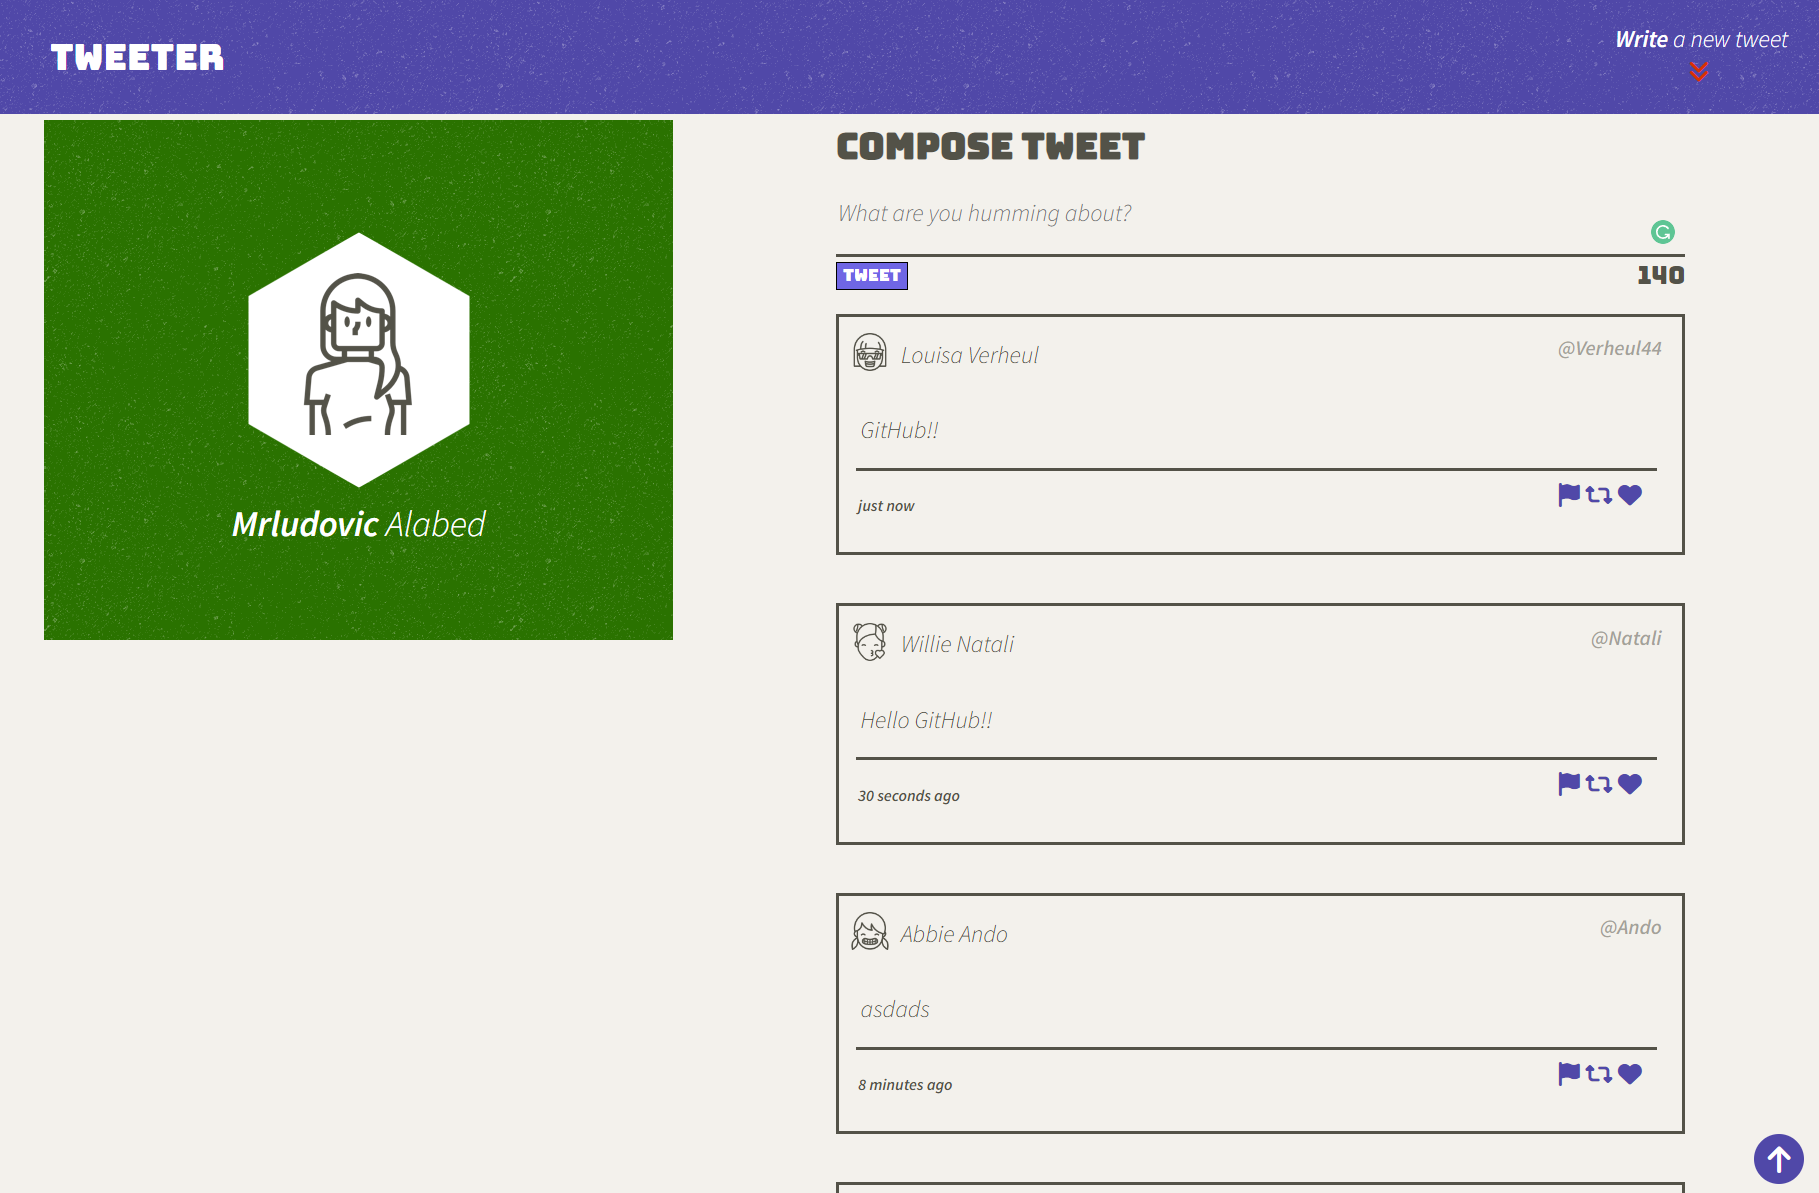 TWEETER
Write a new tweet
Mrludovic Alabed
COMPOSE TWEET
What are you humming about?
TWEET
140
Louisa Verheul
@Verheul44
GitHub!!
just now
Willie Natali
@Natali
Hello GitHub!!
30 seconds ago
Abbie Ando
@Ando
asdads
8 minutes ago